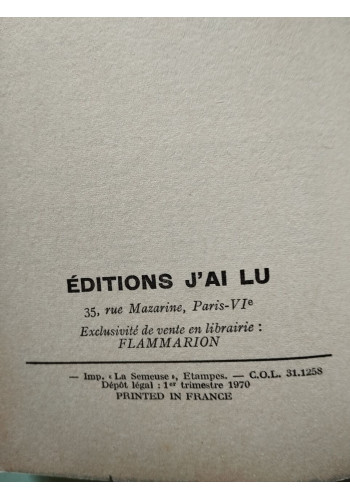 ÉDITIONS J'AI LU
35, rue Mazarine, Paris-VIe
Exclusivité de vente en librairie :
FLAMMARION
— Imp. « La Semeuse », Etampes. — C.O.L. 31.1258
Dépôt légal : 1er trimestre 1970
PRINTED IN FRANCE